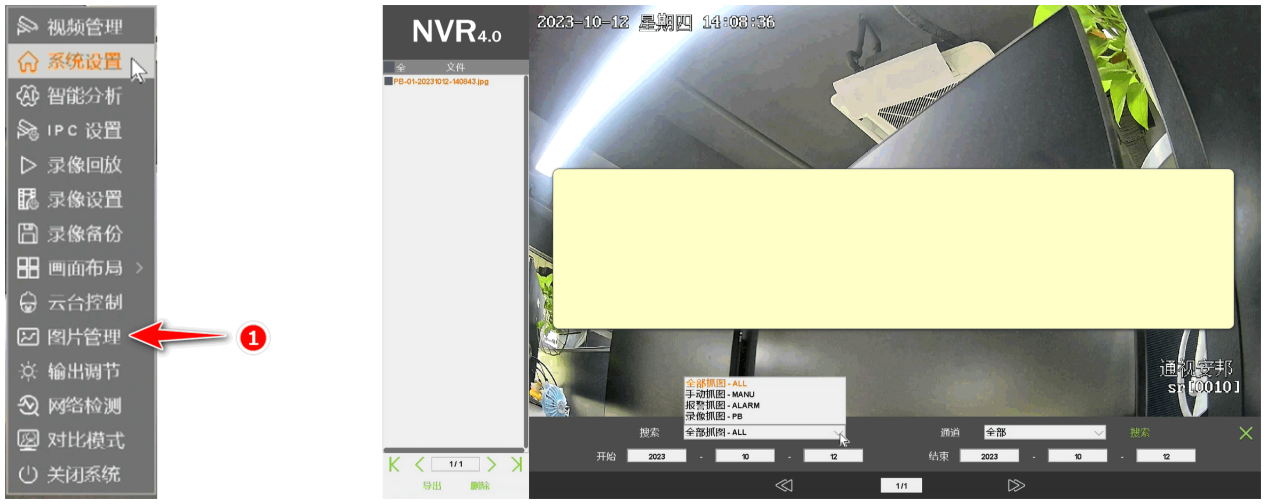 视频管理
系统设置
智能分析
IPC 设置
录像回放
录像设置
录像备份
画面布局
云台控制
图片管理
1
输出调节
网络检测
对比模式
关闭系统
NVR4.0
全 文件
PB-01-20231012-140843.jpg
1/1
导出 删除
2023-10-12 星期四 14:08:36
通视安邦
sr[0010]
全部抓图 - ALL
手动抓图 - MANU
报警抓图 - ALARM
录像抓图 - PB
搜索 全部抓图 - ALL 通道 全部 搜索
开始 2023 - 10 - 12 结束 2023 - 10 - 12
1/1